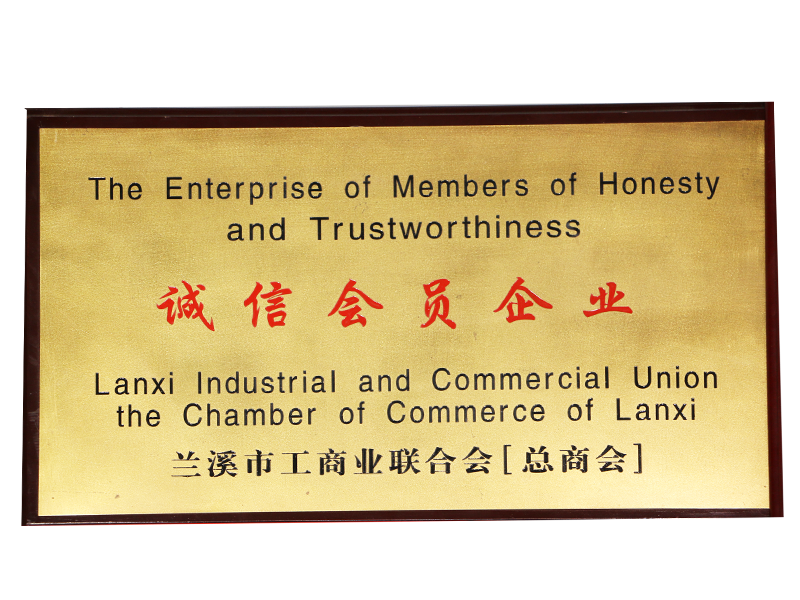 The Enterprise of Members of Honesty
and Trustworthiness
诚信会员企业
Lanxi Industrial and Commercial Union
the Chamber of Commerce of Lanxi
兰溪市工商业联合会[总商会]